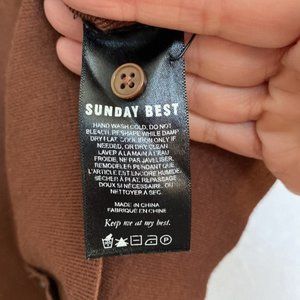 SUNDAY BEST
HAND WASH COLD, DO NOT
BLEACH, RESHAPE WHILE DAMP,
DRY FLAT, COOL IRON ONLY IF
NEEDED, OR DRY CLEAN
LAVER À LA MAIN À L'EAU
FROIDE, NE PAS JAVELLISER,
REMODELER PENDANT QUE
L'ARTICLE EST ENCORE HUMIDE,
SÉCHER À PLAT, REPASSAGE
DOUX SI NÉCESSAIRE, OU
NETTOYER À SEC.
MADE IN CHINA
FABRIQUÉ EN CHINE
Keep me at my best.